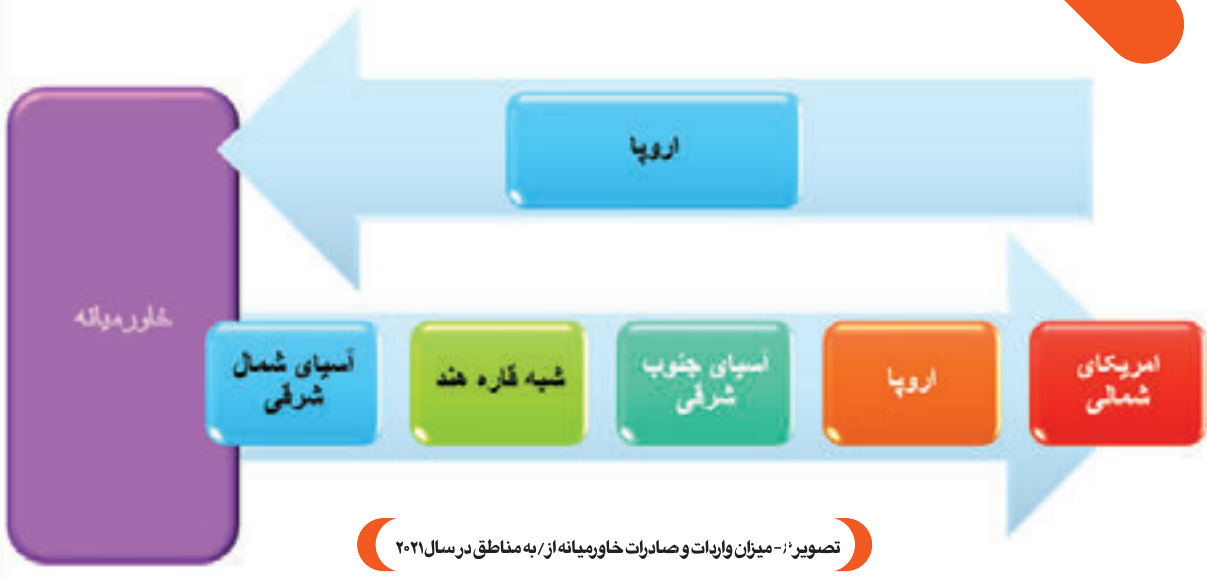 اروپا
خاورمیانه
آسیای شمال
شرقی
شبه قاره هند
آسیای جنوب
شرقی
اروپا
امریکای
شمالی
تصویر - میزان واردات و صادرات خاورمیانه از / به مناطق در سال ۲۰۲۱